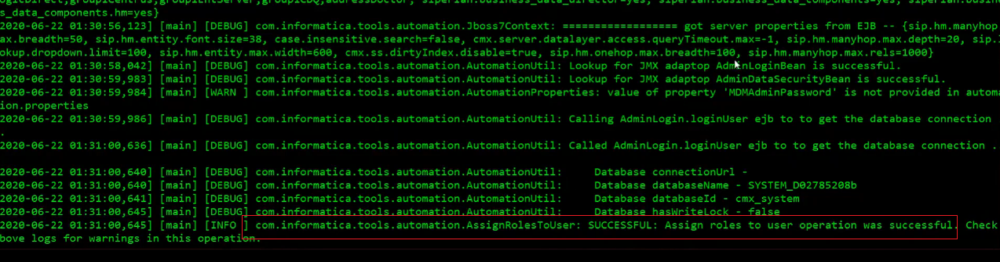 s_data_components.hm=yes}
2020-06-22 01:30:56,123] [main] [DEBUG] com.informatica.tools.automation.Jboss7Context: ================== got server properties from EJB -- {sip.hm.manyhop
ax.breadth=50, sip.hm.entity.font.size=38, case.insensitive.search=false, cmx.server.datalayer.access.queryTimeout.max=-1, sip.hm.manyhop.max.depth=20, sip.
okup.dropdown.limit=100, sip.hm.entity.max.width=600, cmx.ss.dirtyIndex.disable=true, sip.hm.onehop.max.breadth=100, sip.hm.manyhop.max.rels=1000}
2020-06-22 01:30:58,042] [main] [DEBUG] com.informatica.tools.automation.AutomationUtil: Lookup for JMX adaptop AdminLoginBean is successful.
2020-06-22 01:30:59,983] [main] [DEBUG] com.informatica.tools.automation.AutomationUtil: Lookup for JMX adaptop AdminDataSecurityBean is successful.
2020-06-22 01:30:59,984] [main] [WARN ] com.informatica.tools.automation.AutomationProperties: value of property 'MDMAdminPassword' is not provided in automa
ion.properties
2020-06-22 01:30:59,986] [main] [DEBUG] com.informatica.tools.automation.AutomationUtil: Calling AdminLogin.loginUser ejb to to get the database connection
.
2020-06-22 01:31:00,636] [main] [DEBUG] com.informatica.tools.automation.AutomationUtil: Called AdminLogin.loginUser ejb to to get the database connection .
2020-06-22 01:31:00,640] [main] [DEBUG] com.informatica.tools.automation.AutomationUtil: Database connectionUrl -
2020-06-22 01:31:00,640] [main] [DEBUG] com.informatica.tools.automation.AutomationUtil: Database databaseName - SYSTEM_D02785208b
2020-06-22 01:31:00,641] [main] [DEBUG] com.informatica.tools.automation.AutomationUtil: Database databaseId - cmx_system
2020-06-22 01:31:00,645] [main] [DEBUG] com.informatica.tools.automation.AutomationUtil: Database hasWriteLock - false
2020-06-22 01:31:00,645] [main] [INFO ] com.informatica.tools.automation.AssignRolesToUser: SUCCESSFUL: Assign roles to user operation was successful. Check
bove logs for warnings in this operation.